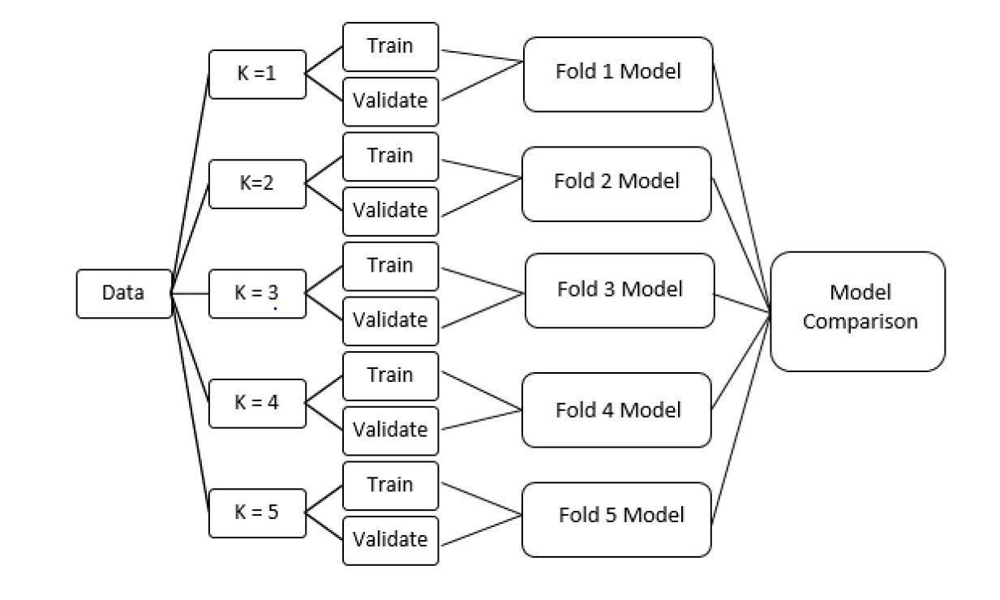 Data
K =1
Train
Validate
Fold 1 Model
K=2
Train
Validate
Fold 2 Model
K = 3
Train
Validate
Fold 3 Model
K = 4
Train
Validate
Fold 4 Model
K = 5
Train
Validate
Fold 5 Model
Model
Comparison